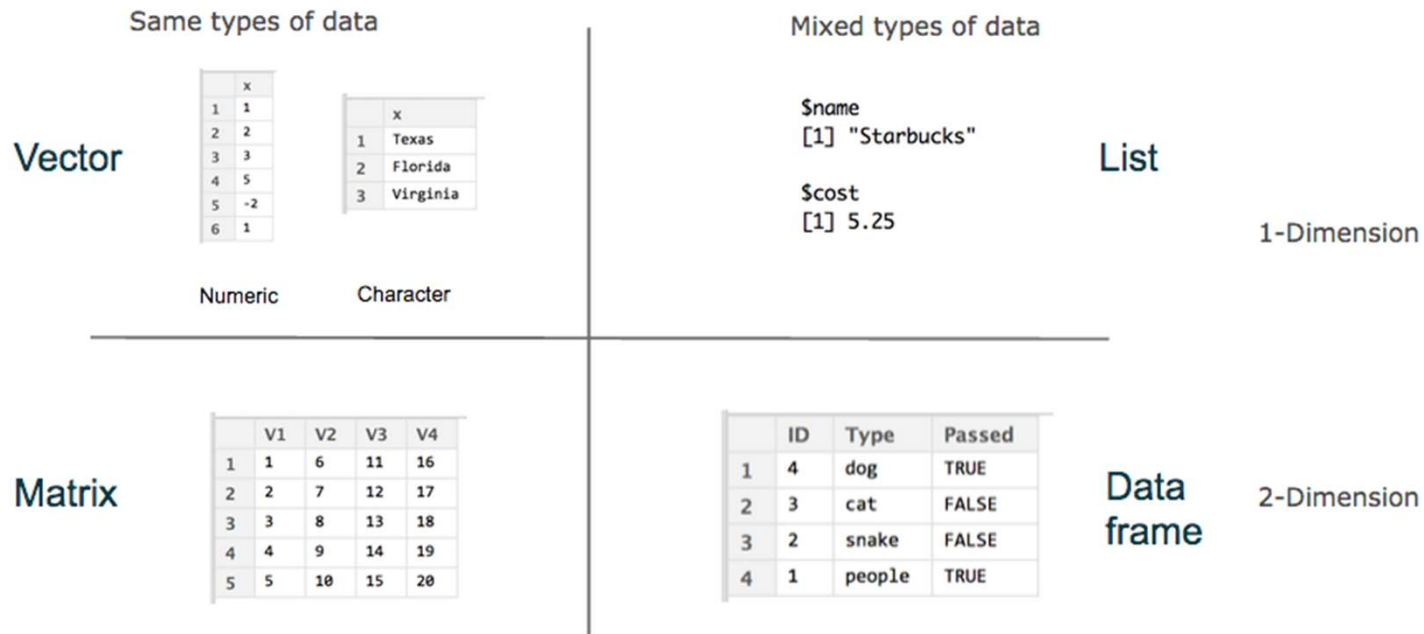 Same types of data
Mixed types of data
Vector
x
1 1
2 2
3 3
4 5
5 -2
6 1
Numeric
x
1 Texas
2 Florida
3 Virginia
Character
$name
[1] "Starbucks"
$cost
[1] 5.25
List
1-Dimension
Matrix
V1 V2 V3 V4
1 1 6 11 16
2 2 7 12 17
3 3 8 13 18
4 4 9 14 19
5 5 10 15 20
ID Type Passed
1 4 dog TRUE
2 3 cat FALSE
3 2 snake FALSE
4 1 people TRUE
Data
frame
2-Dimension